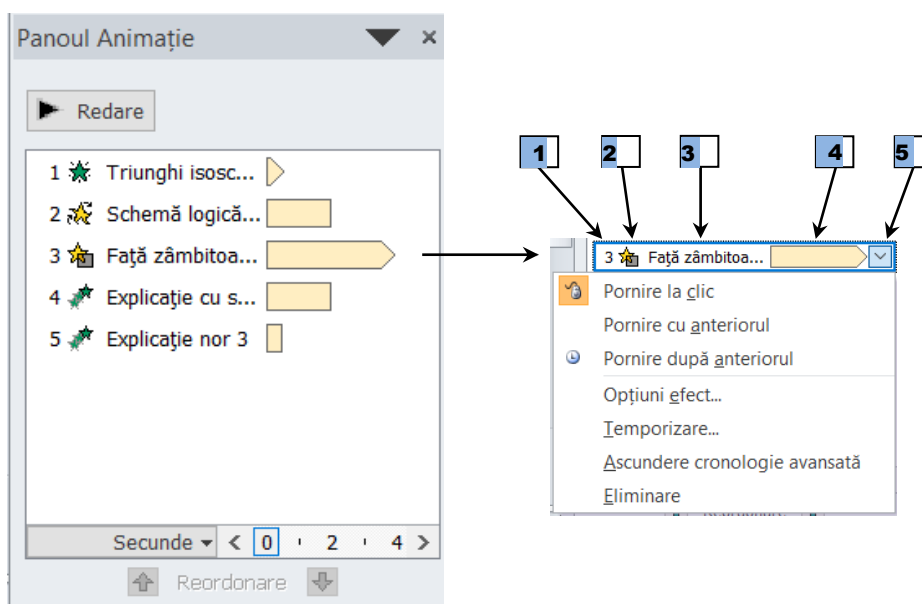 Panoul Animație
Redare
1 Triunghi isosc...
2 Schemă logică...
3 Față zâmbitoa...
4 Explicație cu s...
5 Explicație nor 3
Secunde < 0 ' 2 ' 4 >
Reordonare
1 2 3 4 5
3 Față zâmbitoa...
Pornire la clic
Pornire cu anteriorul
Pornire după anteriorul
Opțiuni efect...
Temporizare...
Ascundere cronologie avansată
Eliminare